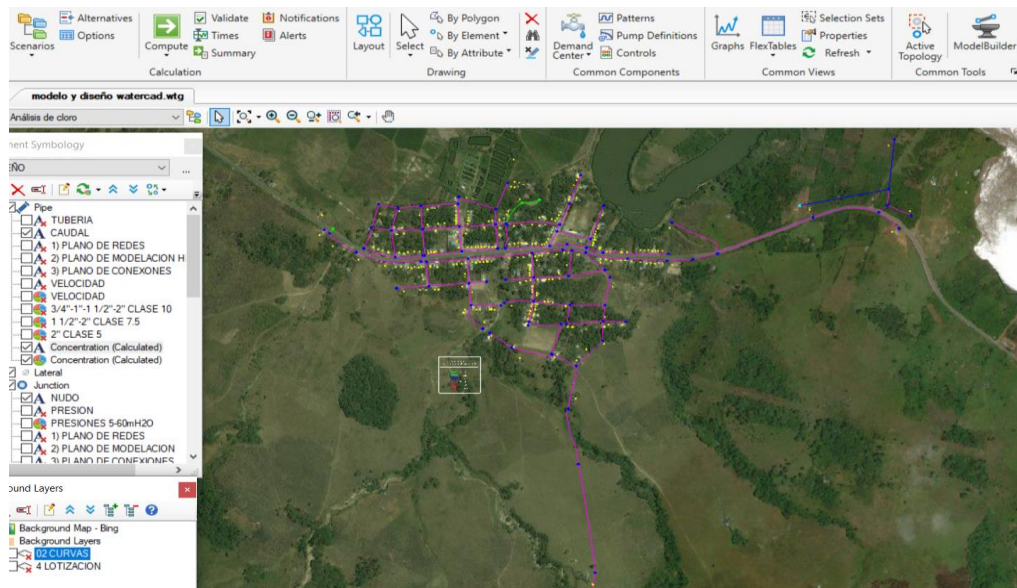 Scenarios
Alternatives
Options
Compute
Validate
Times
Summary
Notifications
Alerts
Calculation
Layout
Select
By Polygon
By Element
By Attribute
Drawing
Demand Center
Patterns
Pump Definitions
Controls
Common Components
Graphs
FlexTables
Selection Sets
Properties
Refresh
Common Views
Active Topology
ModelBuilder
Common Tools
modelo y diseño watercad.wtg
Análisis de cloro
nent Symbology
EÑO
...
Pipe
TUBERIA
CAUDAL
1) PLANO DE REDES
2) PLANO DE MODELACION H
3) PLANO DE CONEXONES
VELOCIDAD
VELOCIDAD
3/4"-1"-1 1/2"-2" CLASE 10
1 1/2"-2" CLASE 7.5
2" CLASE 5
Concentration (Calculated)
Concentration (Calculated)
Lateral
Junction
NUDO
PRESION
PRESIONES 5-60mH2O
1) PLANO DE REDES
2) PLANO DE MODELACION
3) PLANO DE CONEXIONES
ound Layers
Background Map - Bing
Background Layers
02 CURVAS
4 LOTIZACION